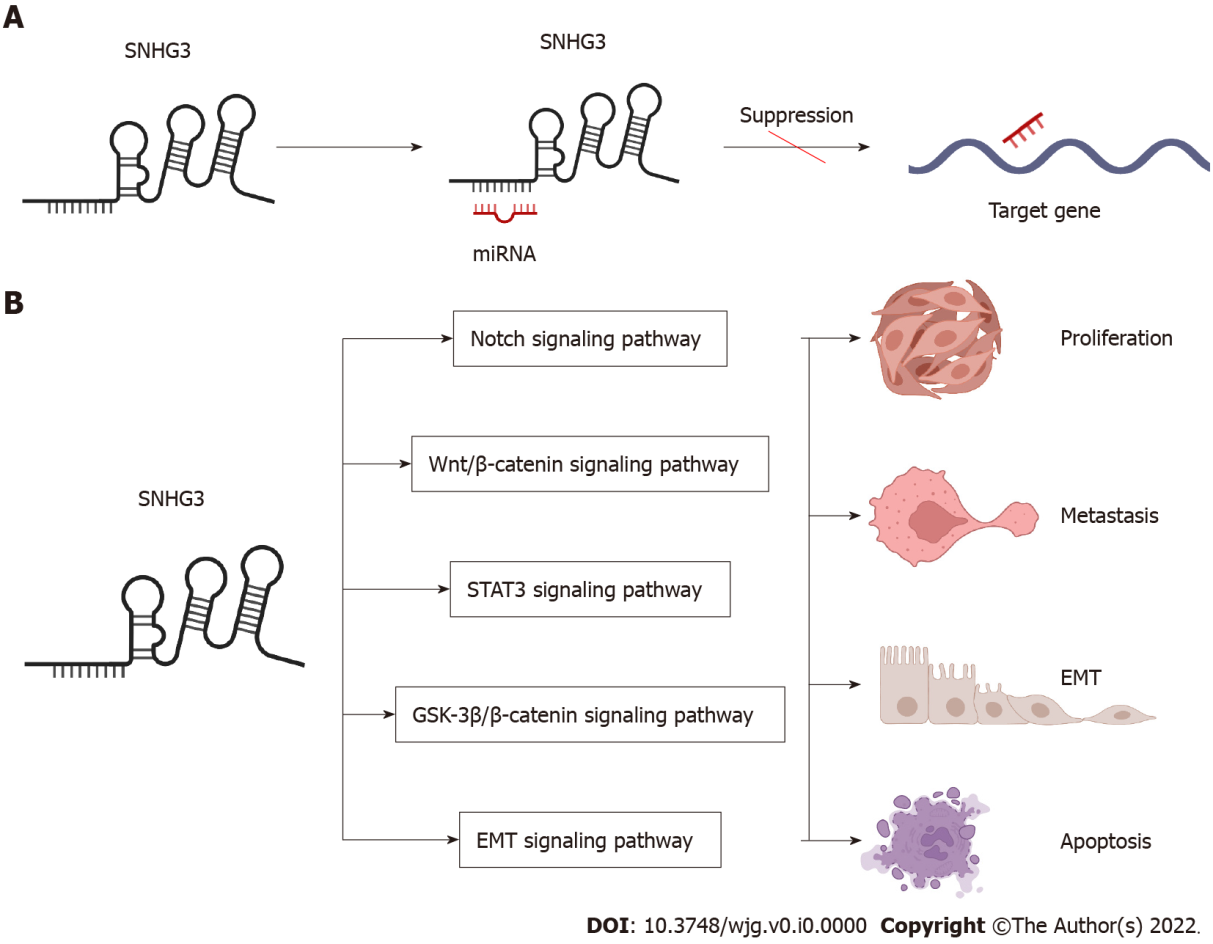 A
SNHG3
SNHG3
Suppression
Target gene
miRNA
B
Notch signaling pathway
Proliferation
Wnt/β-catenin signaling pathway
SNHG3
Metastasis
STAT3 signaling pathway
EMT
GSK-3β/β-catenin signaling pathway
EMT signaling pathway
Apoptosis
DOI: 10.3748/wjg.v0.i0.0000 Copyright ©The Author(s) 2022.